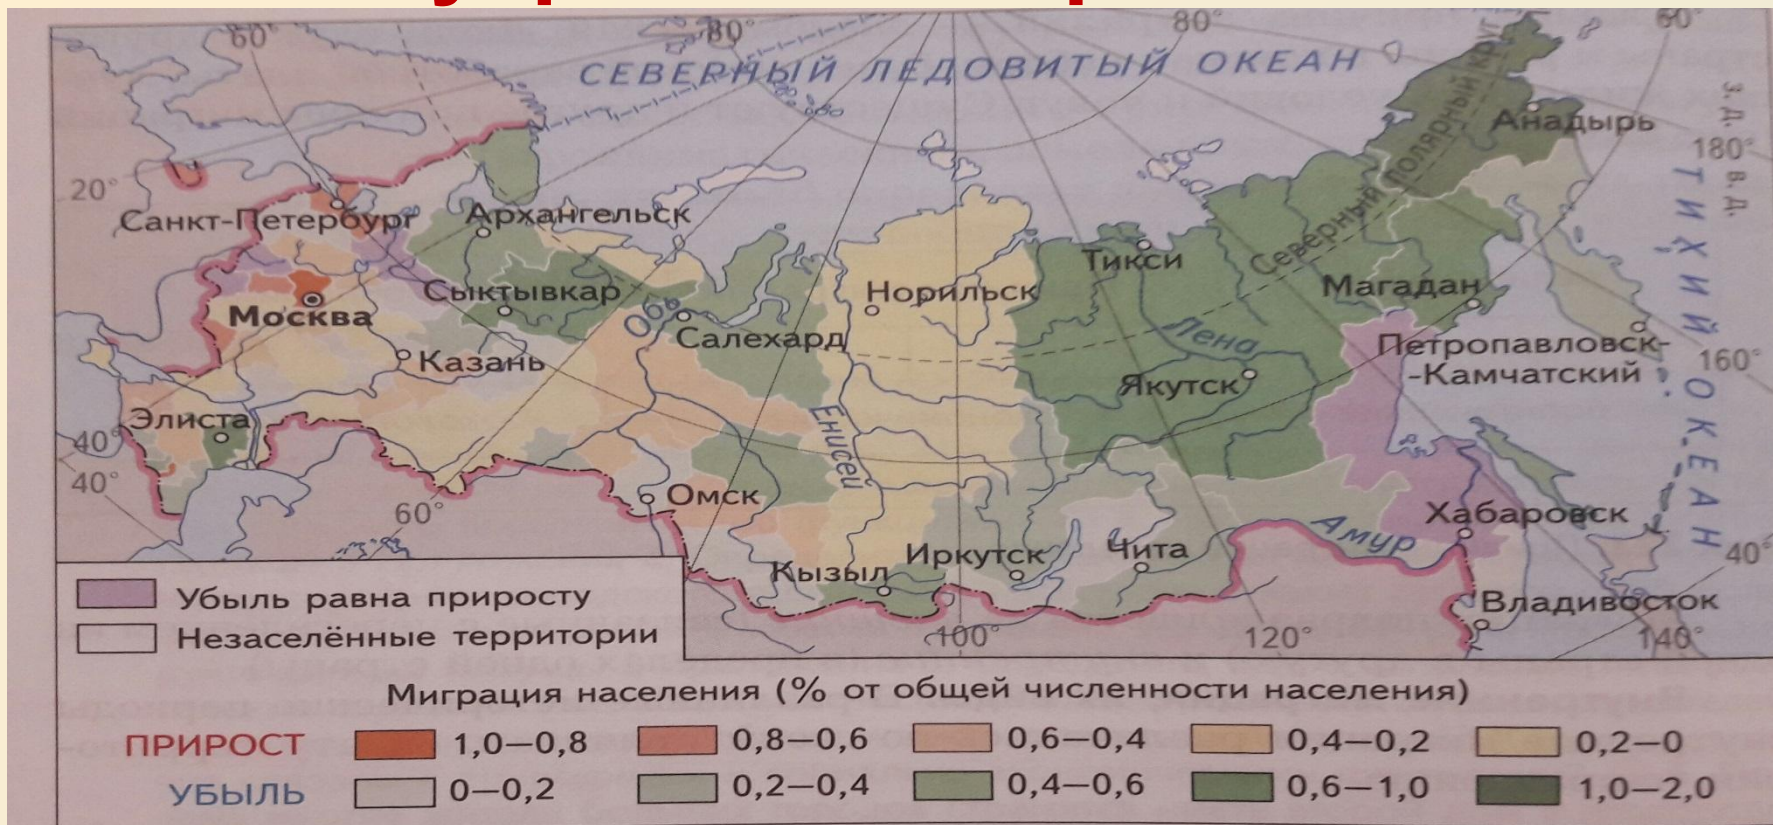 60°
80°
80°
60°
СЕВЕРНЫЙ ЛЕДОВИТЫЙ ОКЕАН
Северный полярный круг
Анадырь
з. д.
180°
в. д.
20°
Санкт-Петербург
Архангельск
ТИХИЙ ОКЕАН
Тикси
Магадан
Сыктывкар
Норильск
Москва
Обь
Салехард
Лена
Петропавловск-
-Камчатский
160°
Казань
Якутск
Элиста
Енисей
40°
40°
Омск
60°
Хабаровск
Амур
Иркутск
Чита
40°
Кызыл
Владивосток
100°
120°
140°
Убыль равна приросту
Незаселённые территории
Миграция населения (% от общей численности населения)
ПРИРОСТ 1,0—0,8 0,8—0,6 0,6—0,4 0,4—0,2 0,2—0
УБЫЛЬ 0—0,2 0,2—0,4 0,4—0,6 0,6—1,0 1,0—2,0